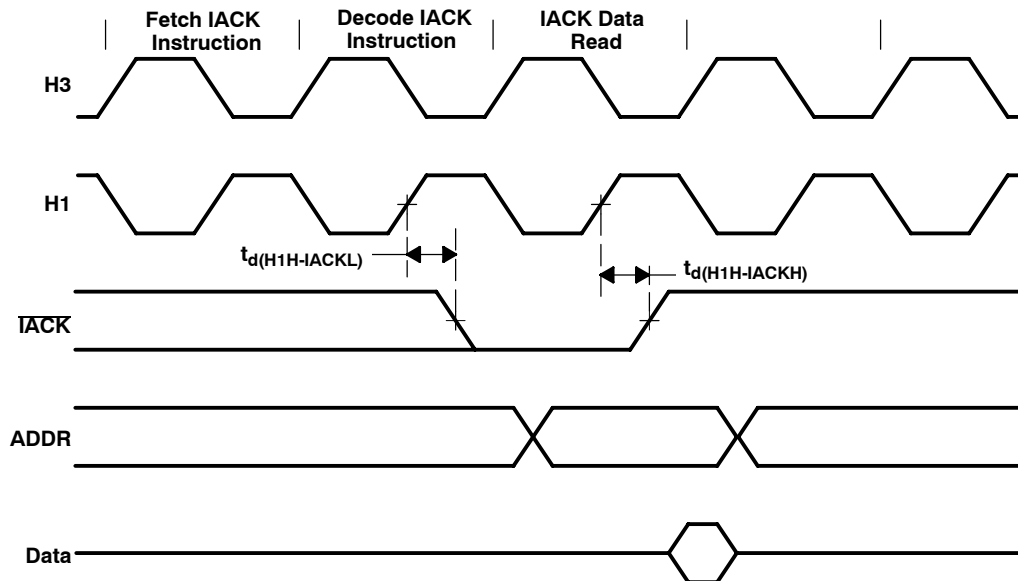 Fetch IACK
Instruction
Decode IACK
Instruction
IACK Data
Read
H3
H1
td(H1H-IACKL)
td(H1H-IACKH)
IACK
ADDR
Data